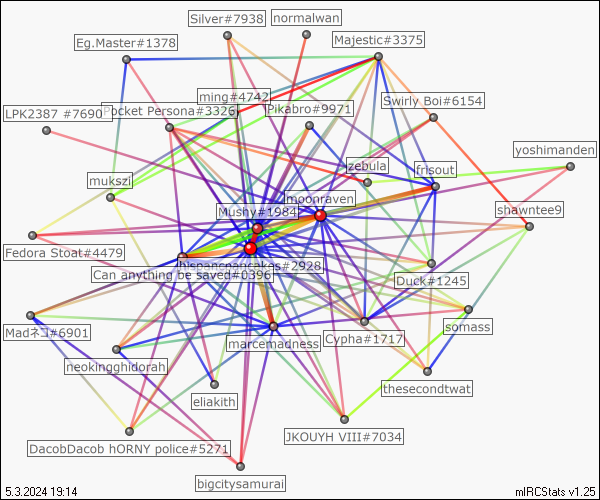 Silver#7938
normalwan
Eg.Master#1378
Majestic#3375
ming#4742
Swirly Boi#6154
LPK2387 #7690
Pocket Persona#3326
Pikabro#9971
yoshimanden
zebula
frisout
mukszi
moonraven
Mushy#1984
shawntee9
Fedora Stoat#4479
hispancnancakes#2928
Can anything be saved#0396
Duck#1245
somass
Madネコ#6901
marcemadness
Cypha#1717
neokingghidorah
thesecondtwat
eliakith
JKOUYH VIII#7034
DacobDacob hORNY police#5271
bigcitysamurai
5.3.2024 19:14
mIRCStats v1.25